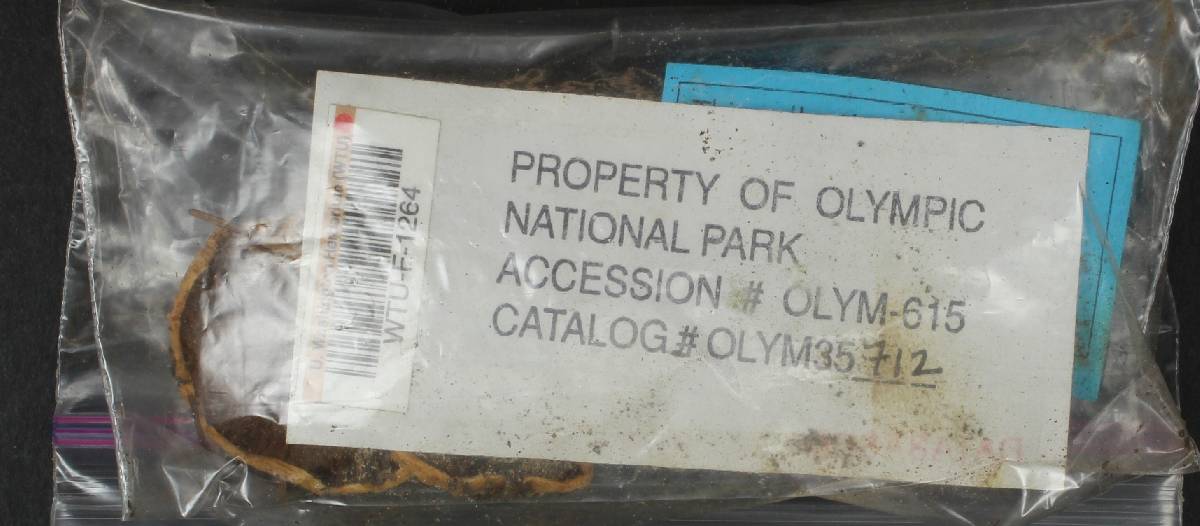 PROPERTY OF OLYMPIC
NATIONAL PARK
ACCESSION # OLYM-615
CATALOG# OLYM35712
WTU-F-1264